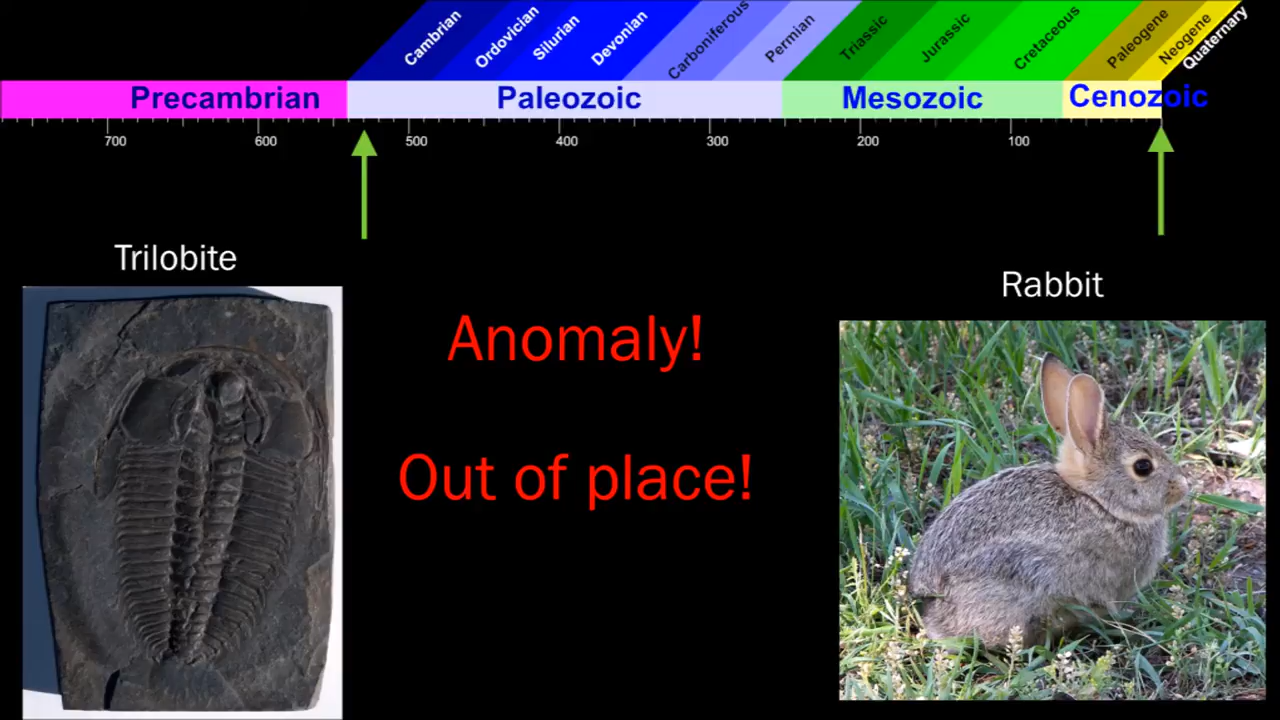 Cambrian
Ordovician
Silurian
Devonian
Carboniferous
Permian
Triassic
Jurassic
Cretaceous
Paleogene
Neogene
Quaternary
Precambrian Paleozoic Mesozoic Cenozoic
700 600 500 400 300 200 100
Trilobite
Rabbit
Anomaly!
Out of place!